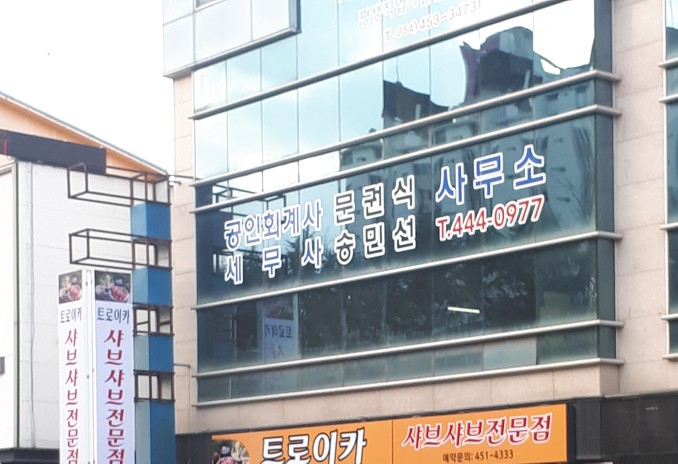 T.(054)453-3473
공인회계사 문권식 사무소
세무사 송민선 T.444-0977
트로이카
샤브샤브전문점
트로이카
샤브샤브전문점
트로이카
샤브샤브전문점
예약문의: 451-4333